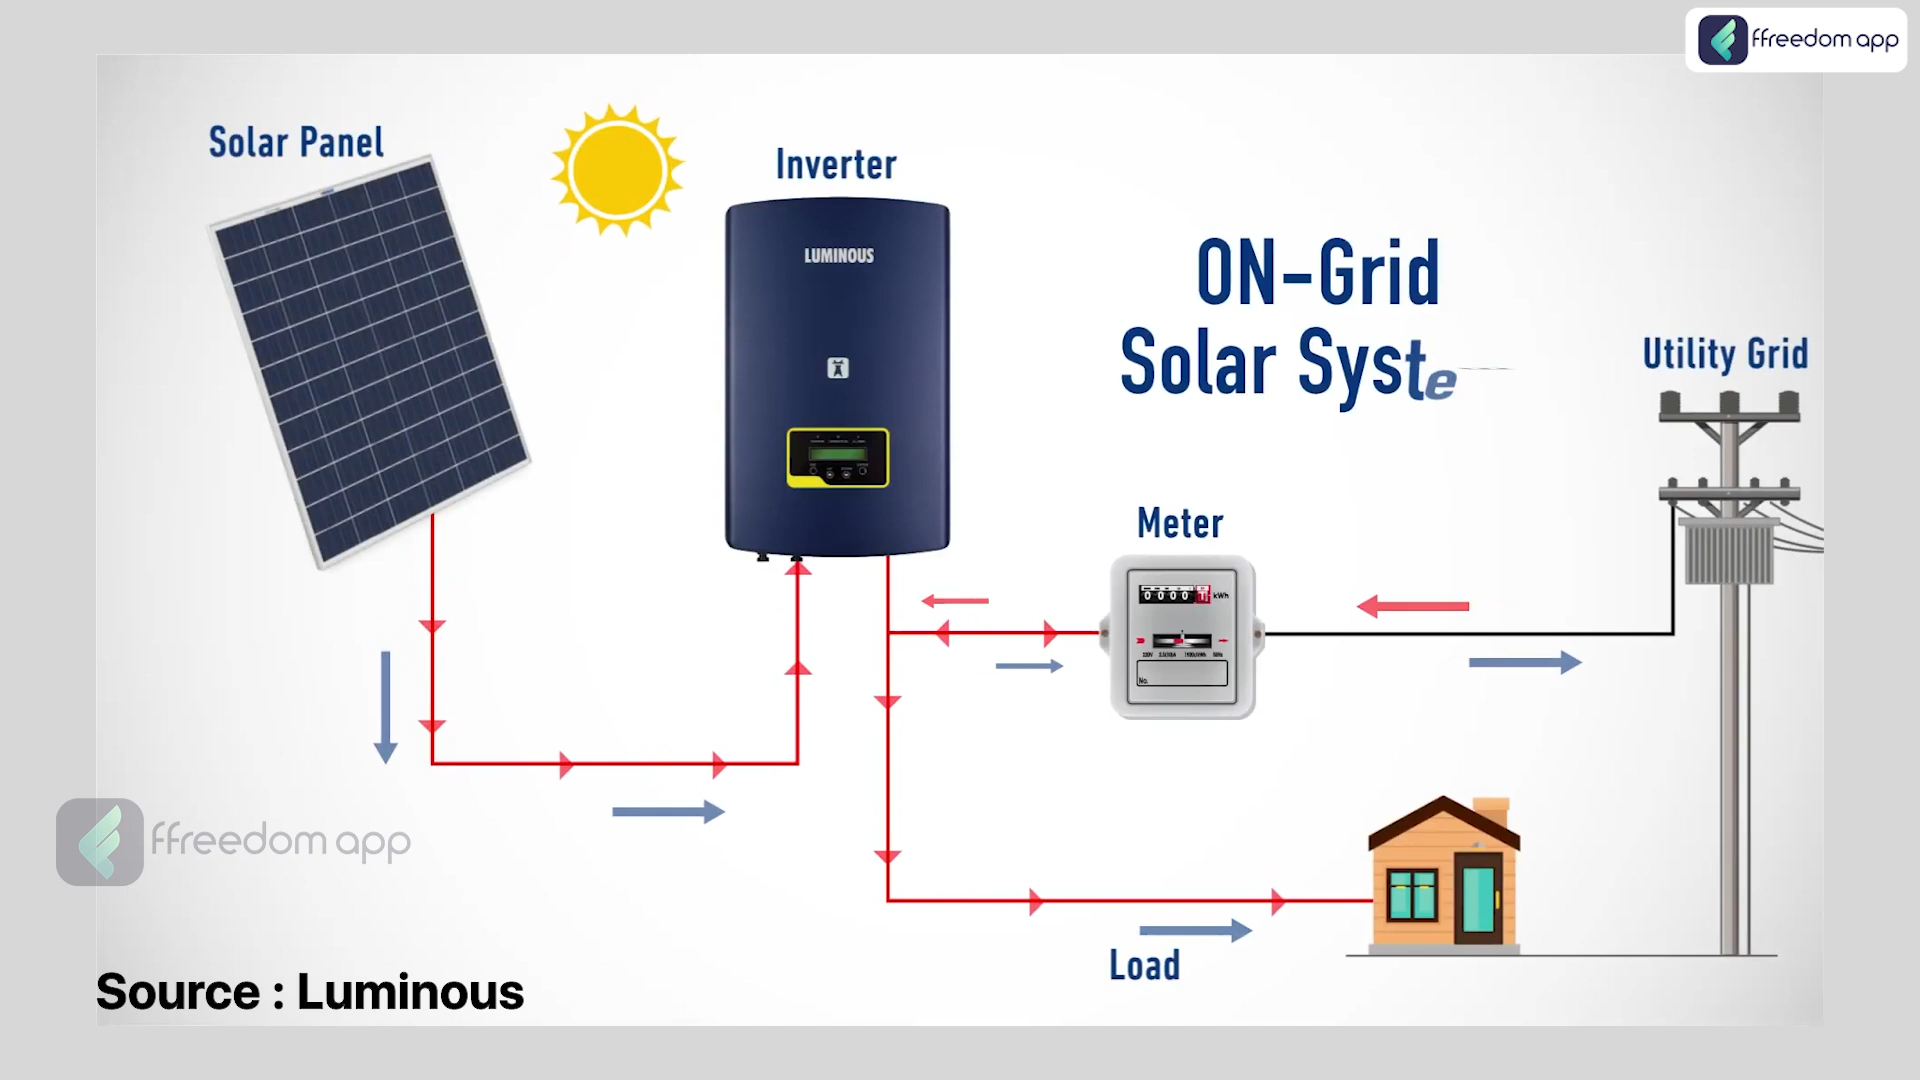 ffreedom app
Solar Panel
Inverter
LUMINOUS
ON-Grid
Solar Syste
Utility Grid
Meter
0 0 0 0 kWh
No.
ffreedom app
Load
Source : Luminous